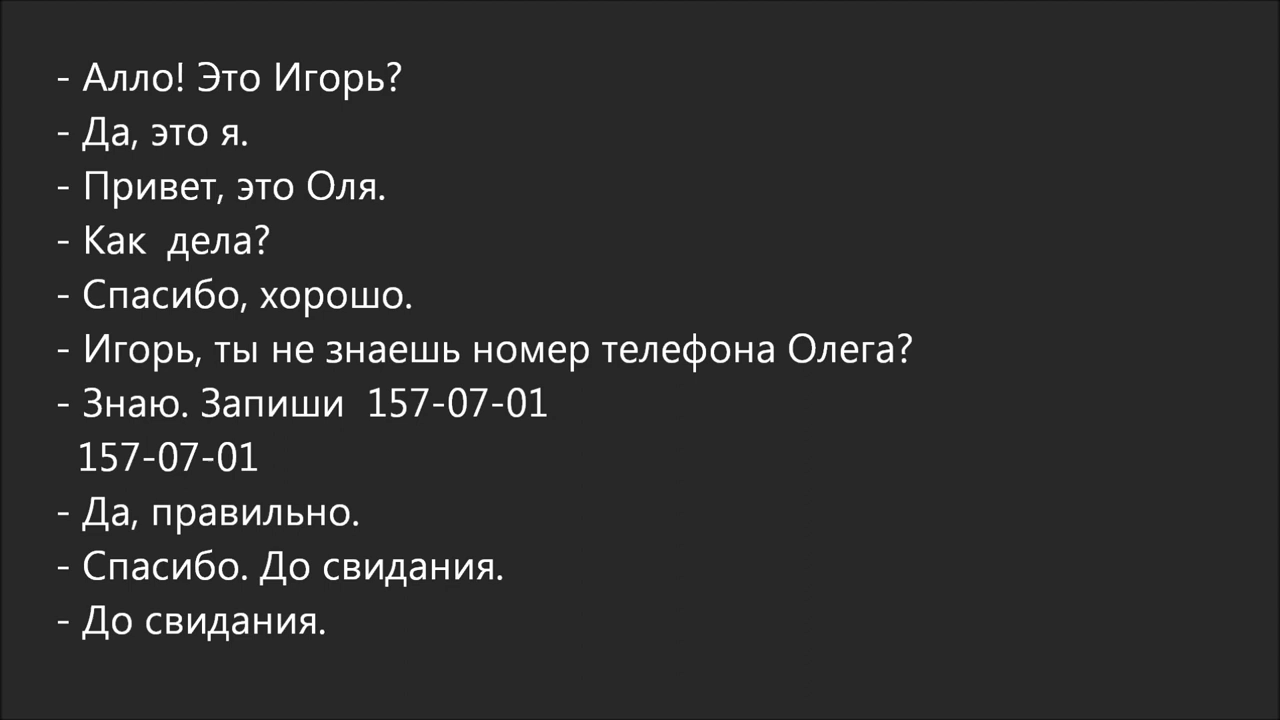 - Алло! Это Игорь?
- Да, это я.
- Привет, это Оля.
- Как  дела?
- Спасибо, хорошо.
- Игорь, ты не знаешь номер телефона Олега?
- Знаю. Запиши  157-07-01
157-07-01
- Да, правильно.
- Спасибо. До свидания.
- До свидания.